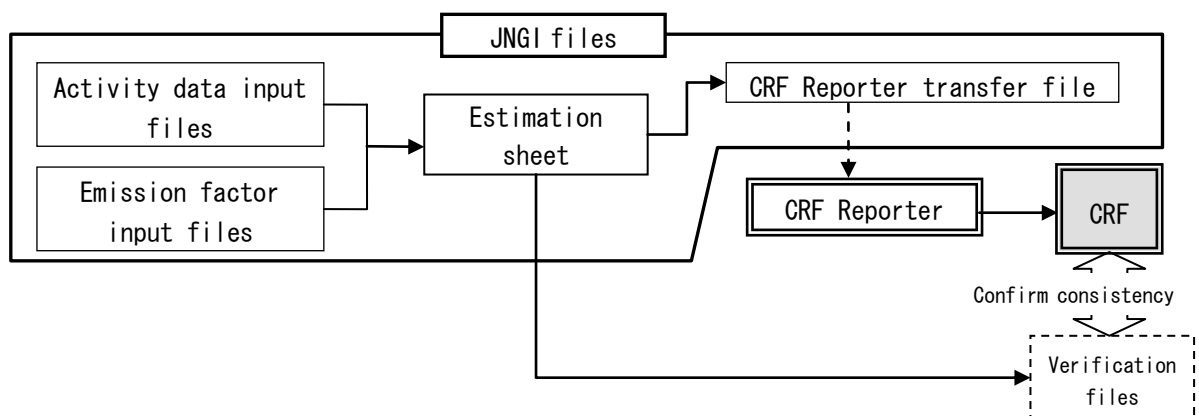 JNGI files
Activity data input
files
Emission factor
input files
Estimation
sheet
CRF Reporter transfer file
CRF Reporter
CRF
Confirm consistency
Verification
files